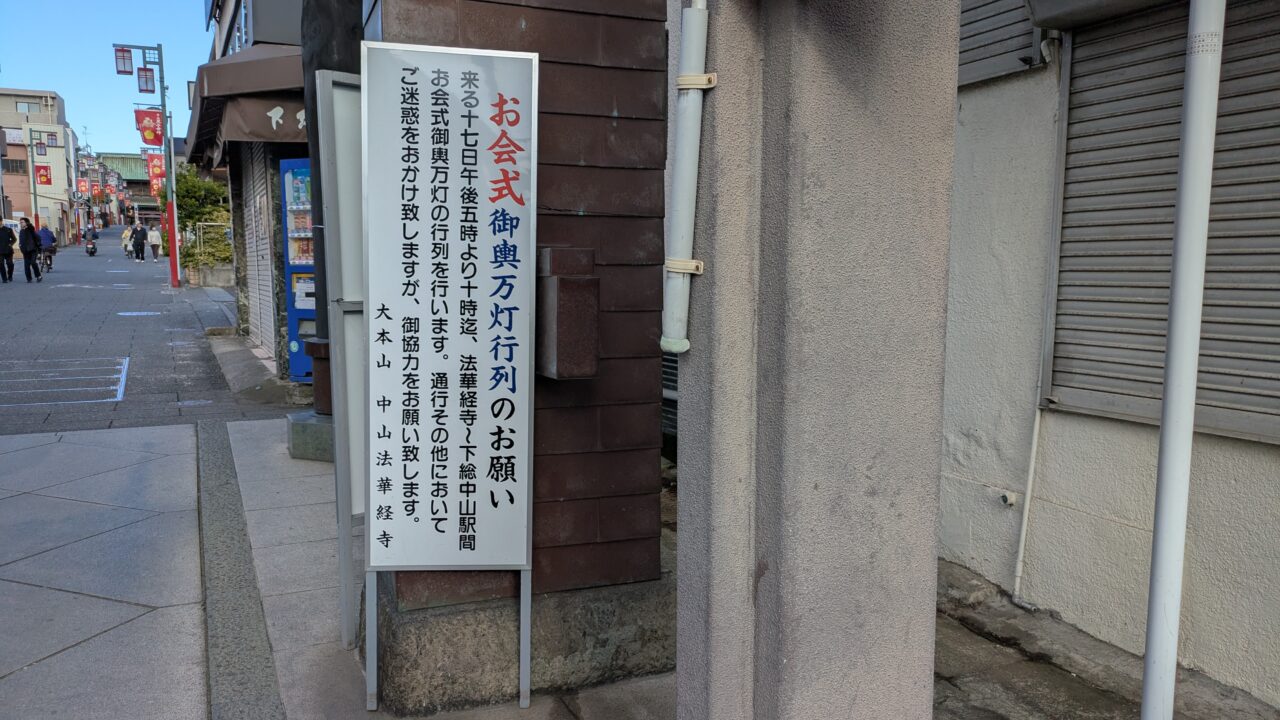 お会式御輿万灯行列のお願い
来る十七日午後五時より十時迄、法華経寺～下総中山駅間
お会式御輿万灯の行列を行います。通行その他において
ご迷惑をおかけ致しますが、御協力をお願い致します。
大本山 中山法華経寺